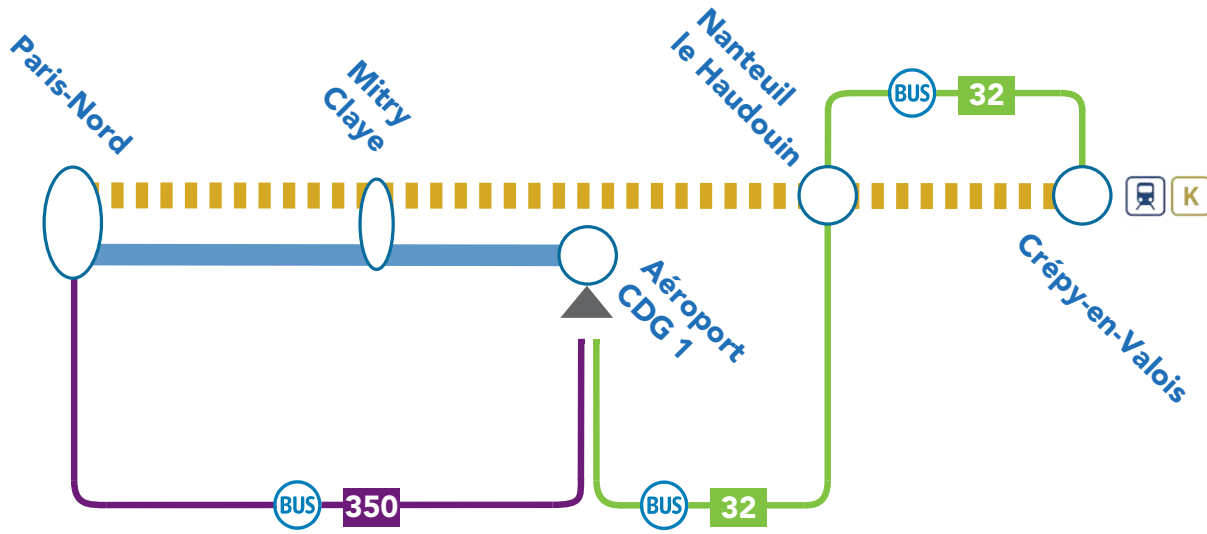 Paris-Nord
Mitry
Claye
Nanteuil
le Haudouin
BUS 32
K
Aéroport
CDG 1
Crépy-en-Valois
BUS 350
BUS 32